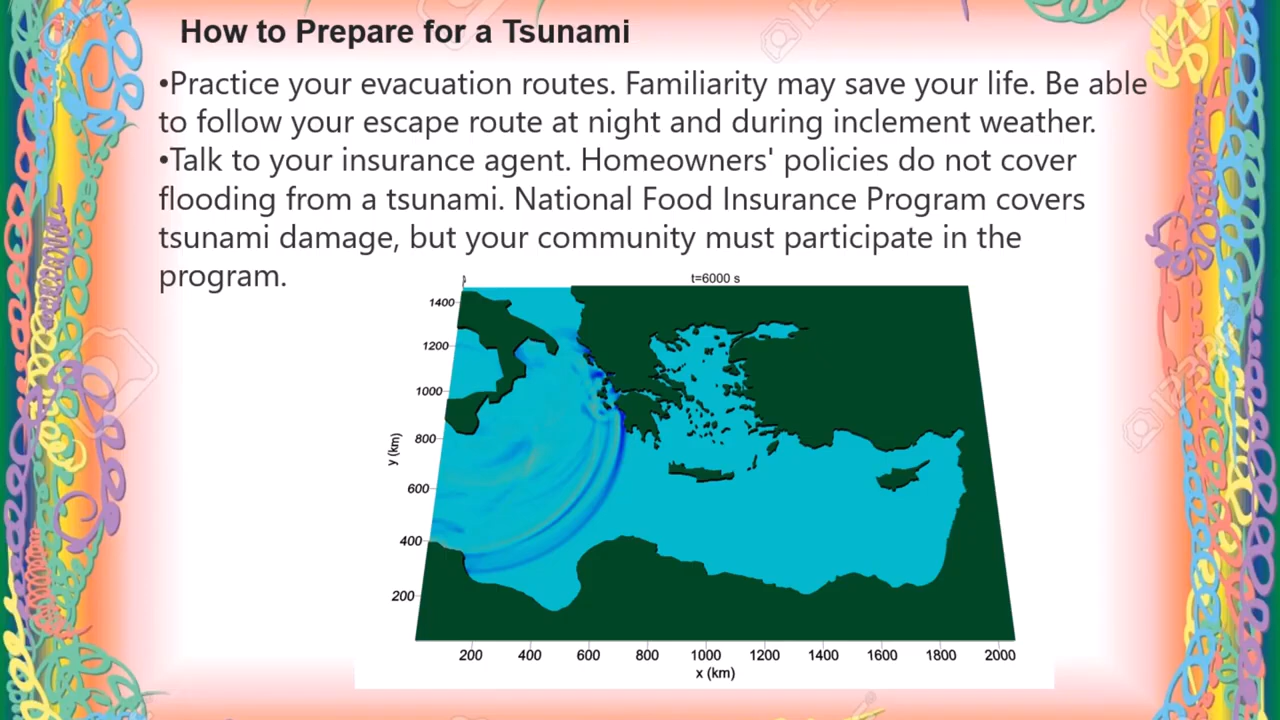 How to Prepare for a Tsunami
•Practice your evacuation routes. Familiarity may save your life. Be able
to follow your escape route at night and during inclement weather.
•Talk to your insurance agent. Homeowners' policies do not cover
flooding from a tsunami. National Food Insurance Program covers
tsunami damage, but your community must participate in the
program.
t=6000 s
1400
1200
1000
800
600
400
200
y (km)
200 400 600 800 1000 1200 1400 1600 1800 2000
x (km)